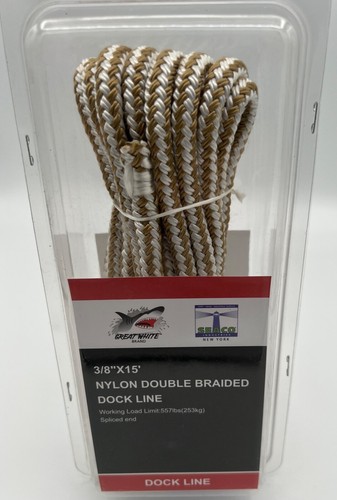 GREAT WHITE
BRAND
SEACO
NEW YORK
3/8"X15'
NYLON DOUBLE BRAIDED
DOCK LINE
Working Load Limit:557lbs(253kg)
Spliced end
DOCK LINE